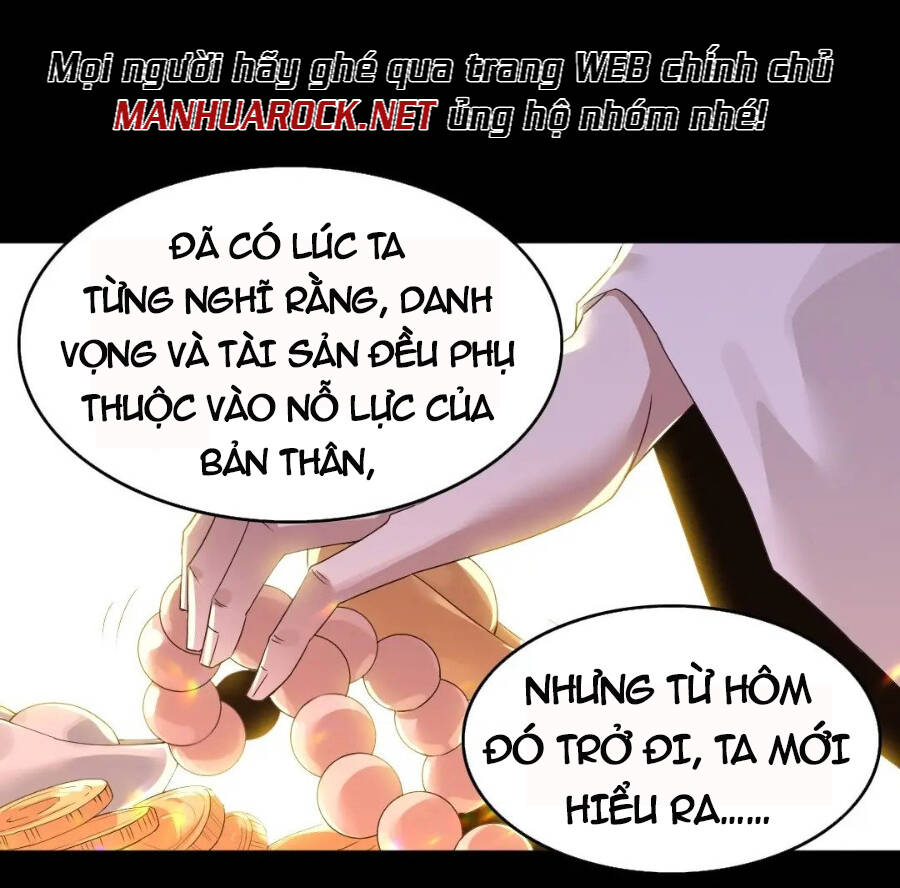 Mọi người hãy ghé qua trang WEB chính chủ
MANHUAROCK.NET ủng hộ nhóm nhé!
ĐÃ CÓ LÚC TA
TỪNG NGHĨ RẰNG, DANH
VỌNG VÀ TÀI SẢN ĐỀU PHỤ
THUỘC VÀO NỖ LỰC CỦA
BẢN THÂN,
NHƯNG TỪ HÔM
ĐÓ TRỞ ĐI, TA MỚI
HIỂU RA......